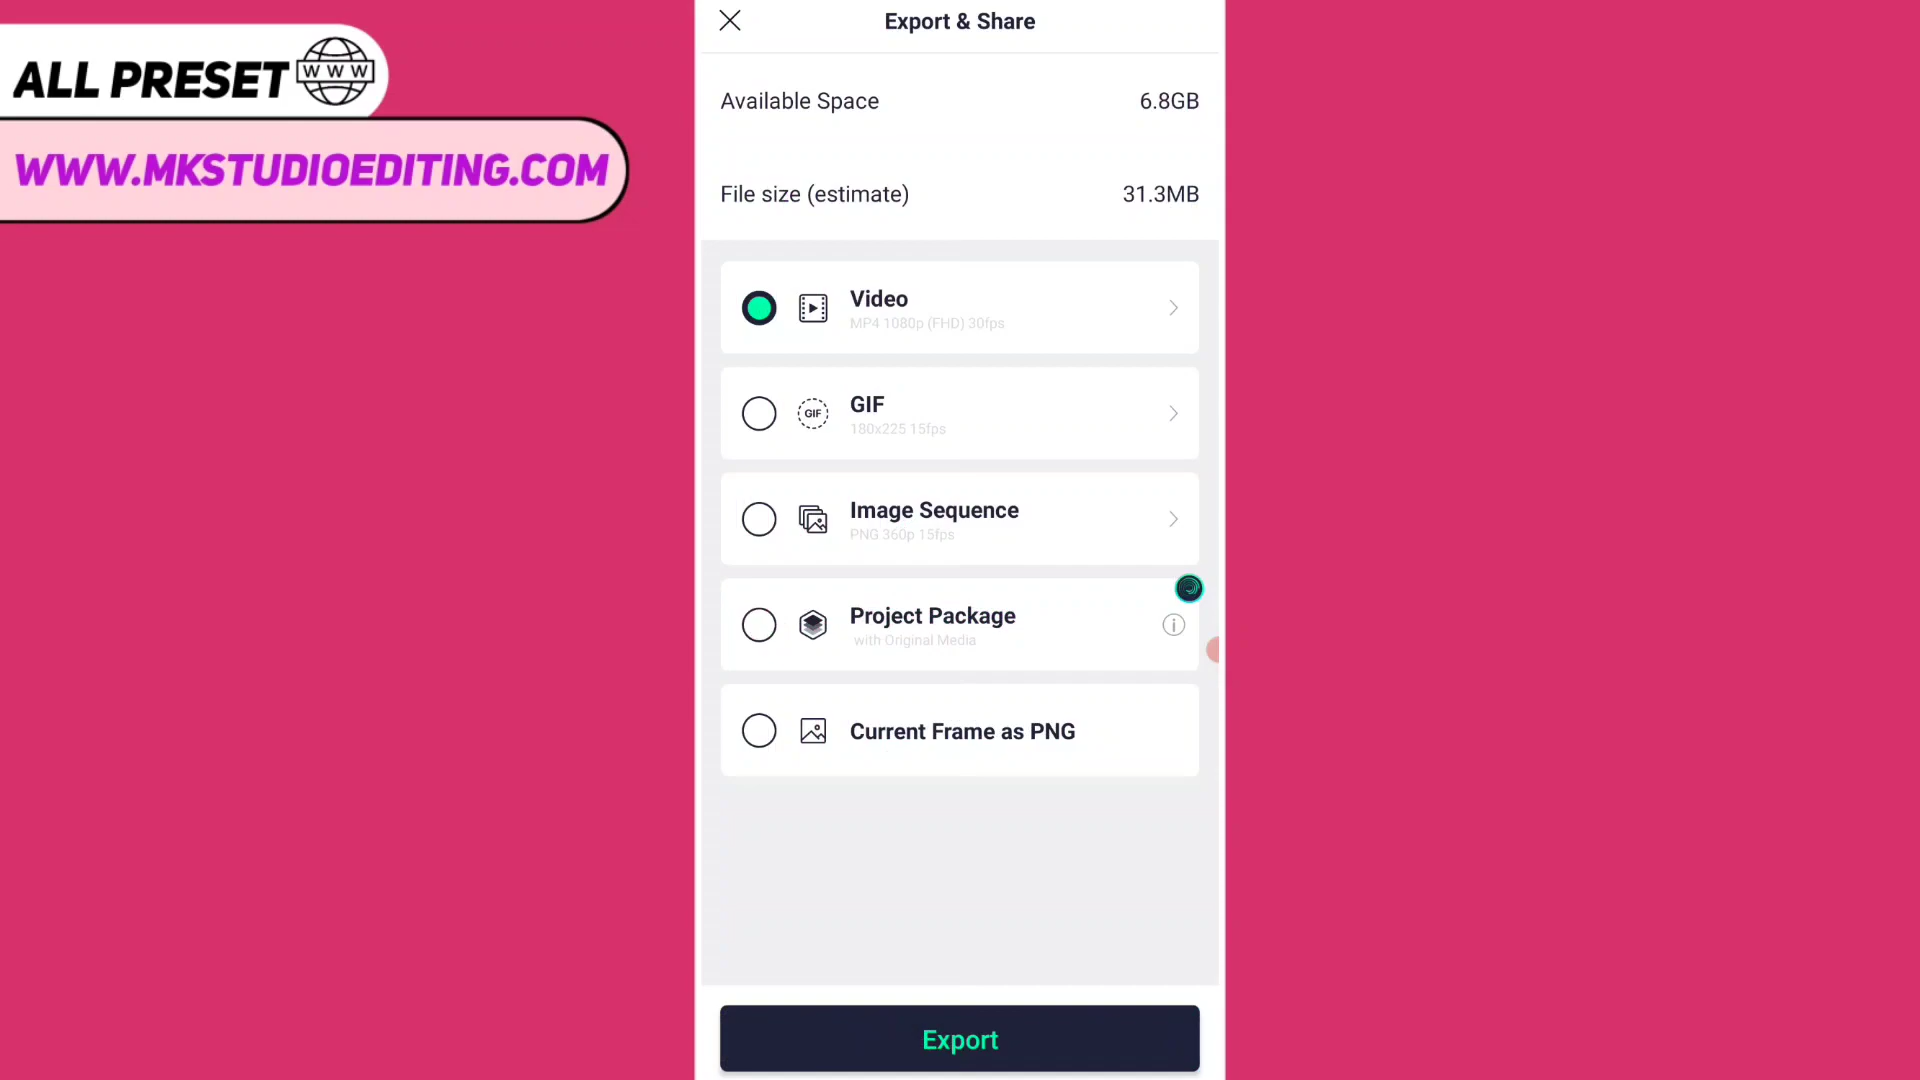 ALL PRESET
WWW
WWW.MKSTUDIOEDITING.COM
Export & Share
Available Space 6.8GB
File size (estimate) 31.3MB
Video
MP4 1080p (FHD) 30fps
GIF
GIF
180x225 15fps
Image Sequence
PNG 360p 15fps
Project Package
with Original Media
Current Frame as PNG
Export